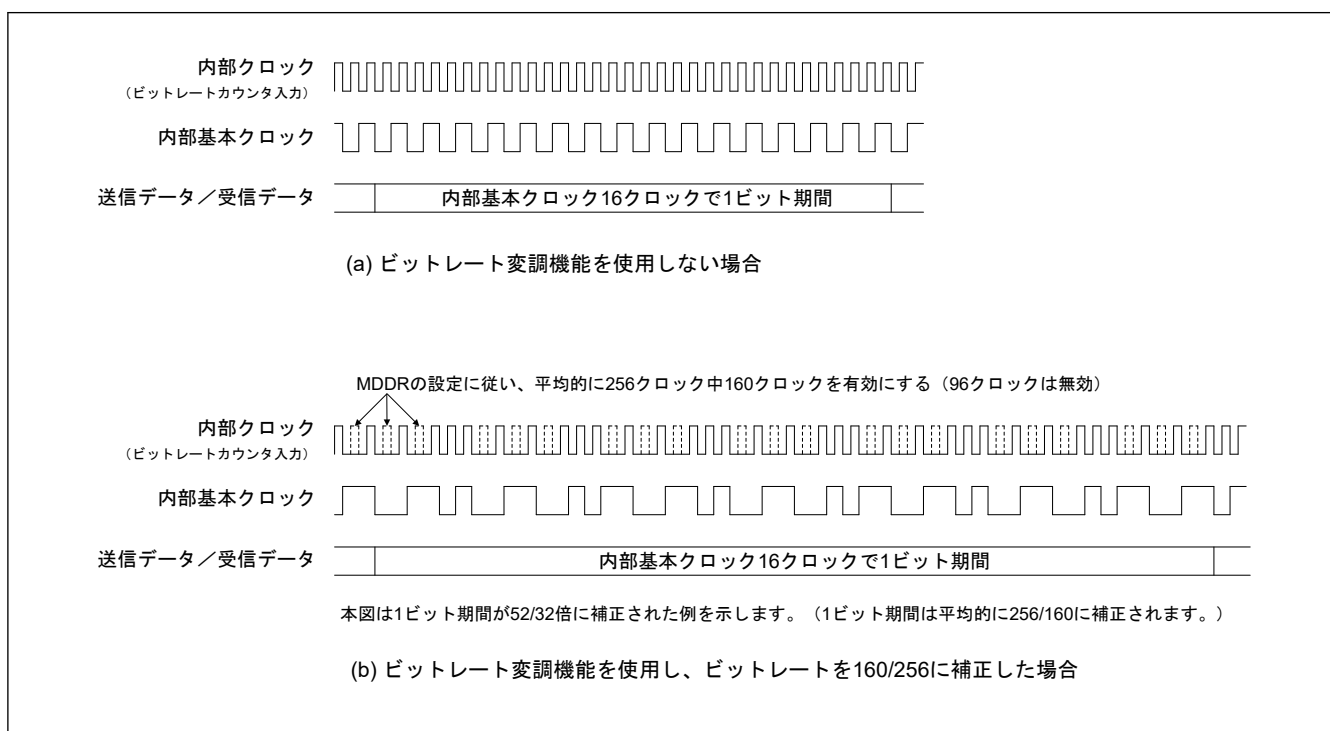 内部クロック
（ビットレートカウンタ入力）
内部基本クロック
送信データ／受信データ
内部基本クロック16クロックで1ビット期間
(a) ビットレート変調機能を使用しない場合
MDDRの設定に従い、平均的に256クロック中160クロックを有効にする（96クロックは無効）
内部クロック
（ビットレートカウンタ入力）
内部基本クロック
送信データ／受信データ
内部基本クロック16クロックで1ビット期間
本図は1ビット期間が52/32倍に補正された例を示します。（1ビット期間は平均的に256/160に補正されます。）
(b) ビットレート変調機能を使用し、ビットレートを160/256に補正した場合